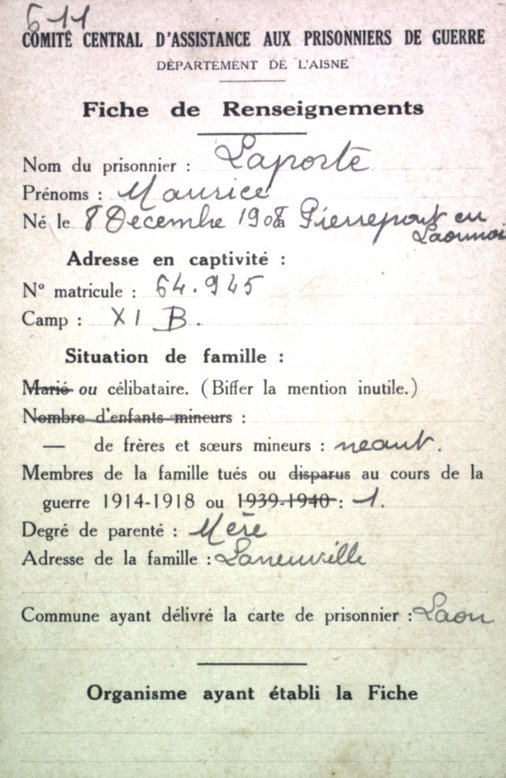 611
COMITÉ CENTRAL D'ASSISTANCE AUX PRISONNIERS DE GUERRE
DÉPARTEMENT DE L'AISNE
Fiche de Renseignements
Nom du prisonnier : Laporte
Prénoms : Maurice
Né le 8 Décembre 1908 Pierrepont en
Laonnois
Adresse en captivité :
N° matricule : 64.945
Camp : XI B.
Situation de famille :
Marié ou célibataire. (Biffer la mention inutile.)
Nombre d'enfants mineurs :
— de frères et sœurs mineurs : neant.
Membres de la famille tués ou disparus au cours de la
guerre 1914-1918 ou 1939-1940 : 1.
Degré de parenté : Mère
Adresse de la famille : Laneuville
Commune ayant délivré la carte de prisonnier : Laon
Organisme ayant établi la Fiche